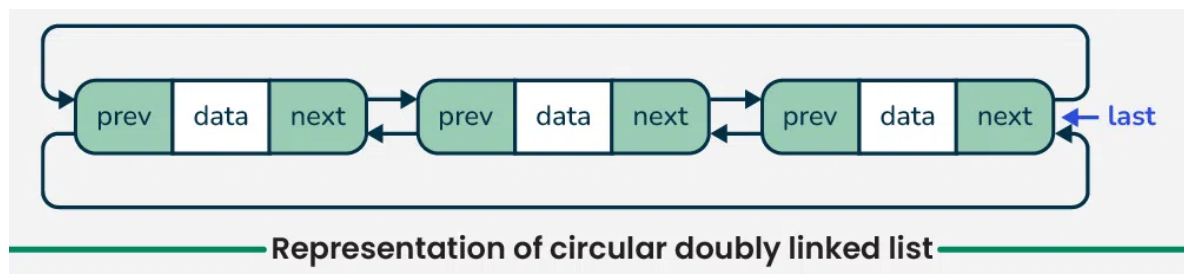 prev data next prev data next prev data next last
Representation of circular doubly linked list